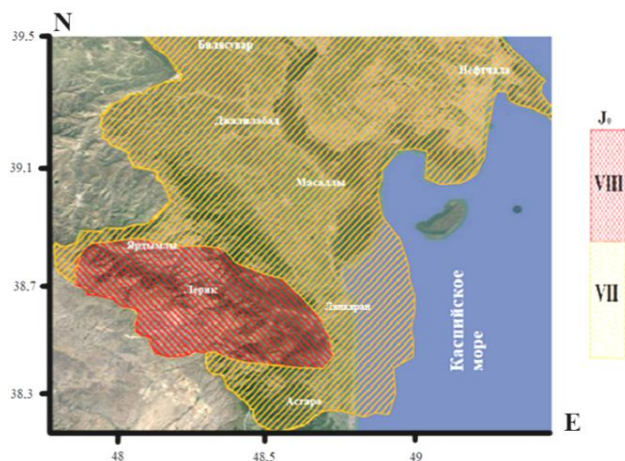 N
39.5
Билясувар
Нефтчала
J₀
Джалилабад
39.1
VIII
Масаллы
Ярдымлы
38.7
Лерик
VII
Лянкяран
Каспийское
море
38.3
Астара
E
48
48,5
49